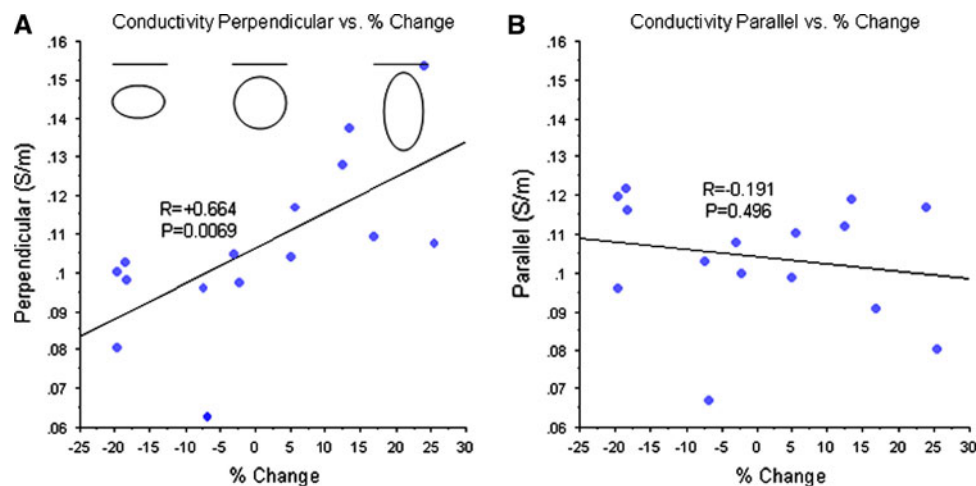 A
Conductivity Perpendicular vs. % Change
.16
.15
.14
.13
.12
.11
.1
.09
.08
.07
.06
Perpendicular (S/m)
R=+0.664
P=0.0069
-25 -20 -15 -10 -5 0 5 10 15 20 25 30
% Change
B
Conductivity Parallel vs. % Change
.16
.15
.14
.13
.12
.11
.1
.09
.08
.07
.06
Parallel (S/m)
R=-0.191
P=0.496
-25 -20 -15 -10 -5 0 5 10 15 20 25 30
% Change